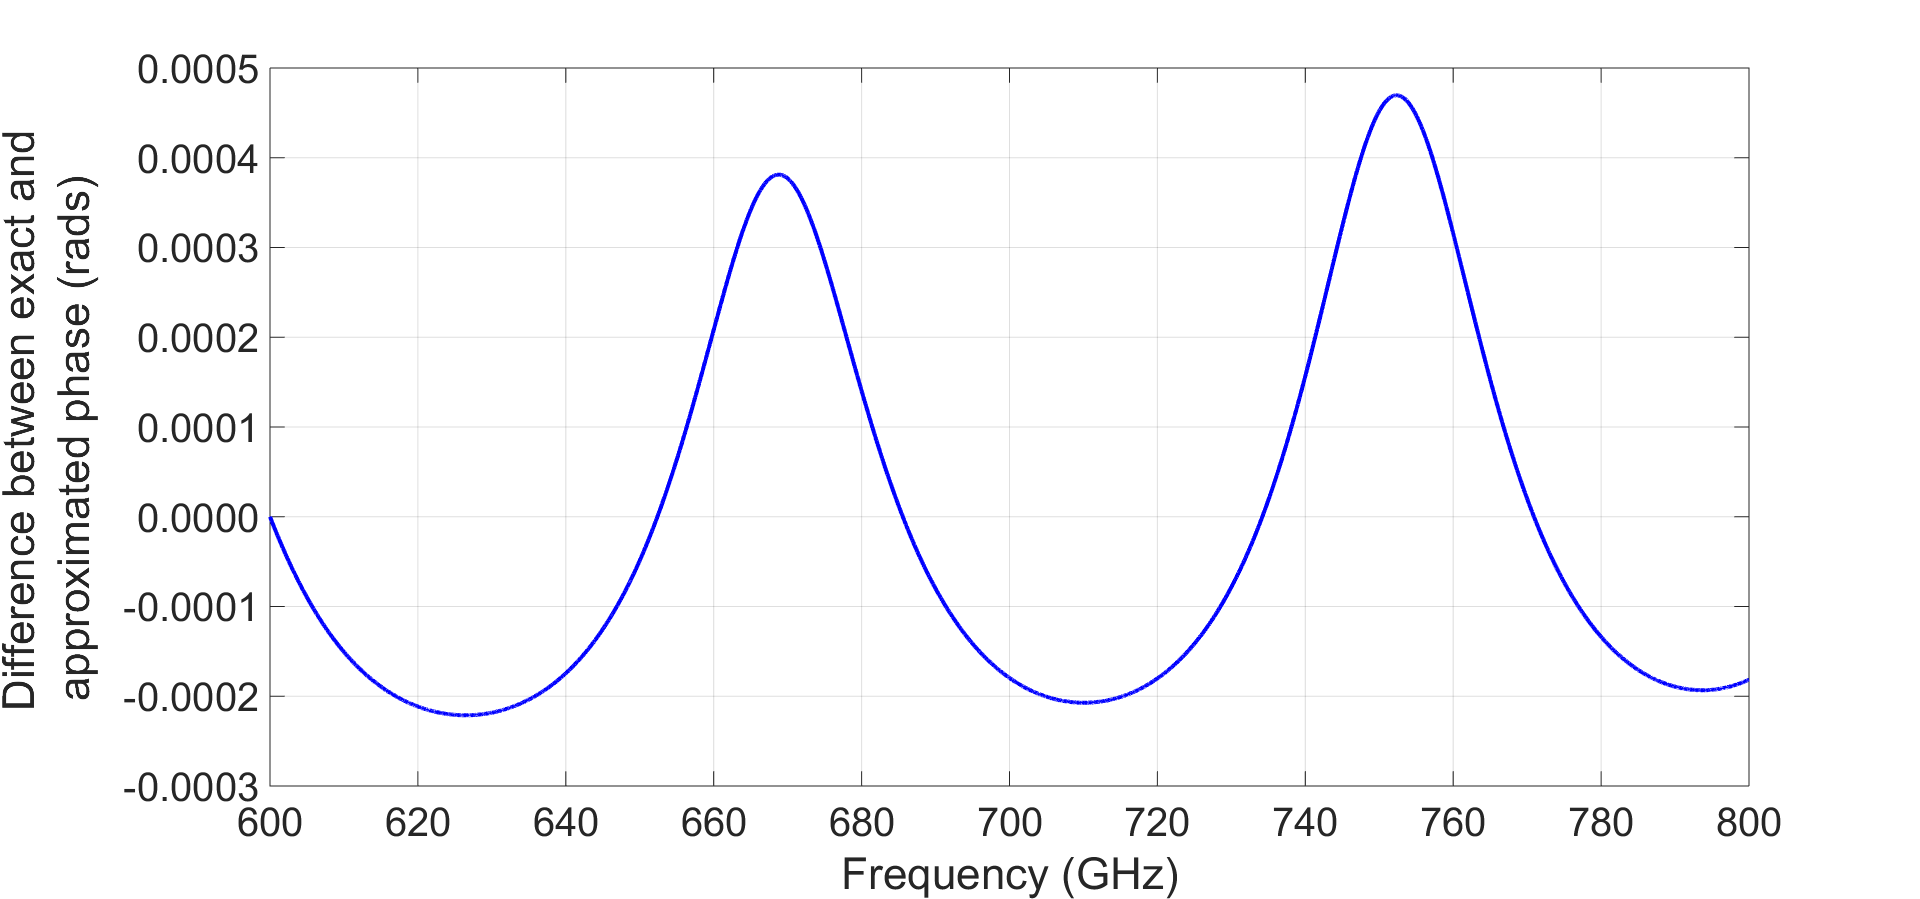 Difference between exact and
approximated phase (rads)
0.0005
0.0004
0.0003
0.0002
0.0001
0.0000
-0.0001
-0.0002
-0.0003
600 620 640 660 680 700 720 740 760 780 800
Frequency (GHz)